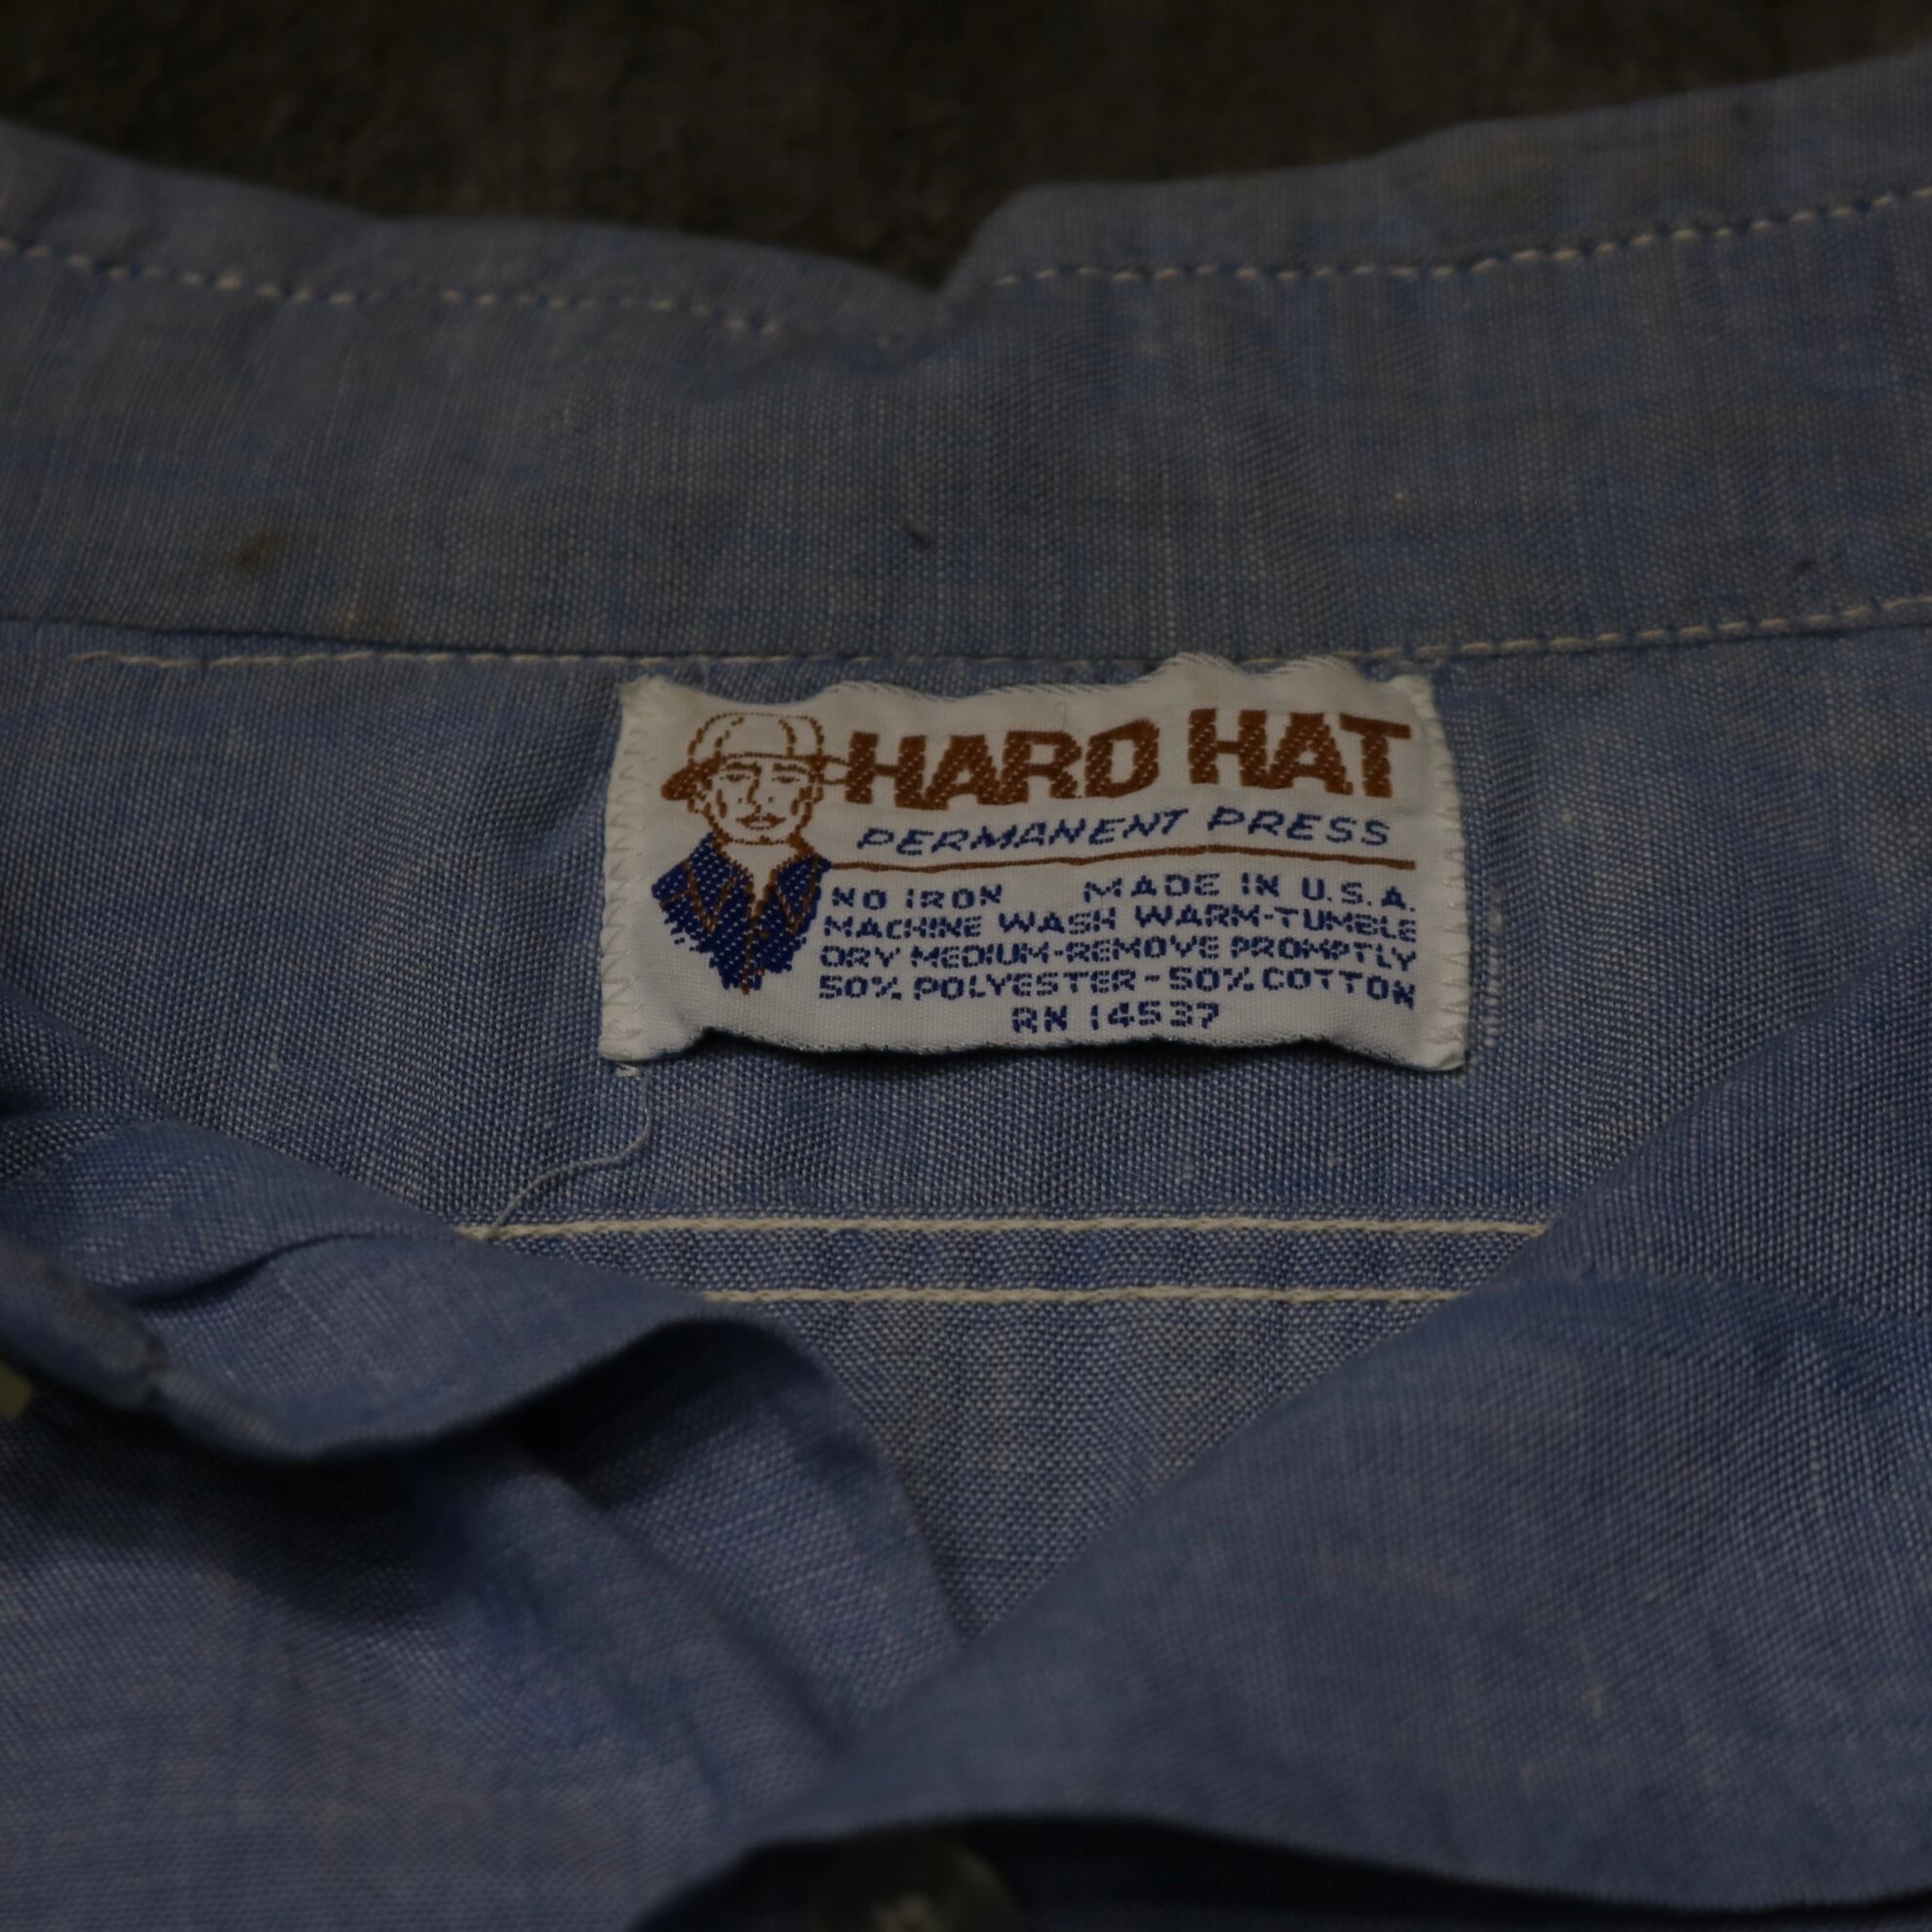 HARD HAT
PERMANENT PRESS
NO IRON MADE IN U.S.A.
MACHINE WASH WARM-TUMBLE
DRY MEDIUM-REMOVE PROMPTLY
50% POLYESTER-50% COTTON
RN 14537